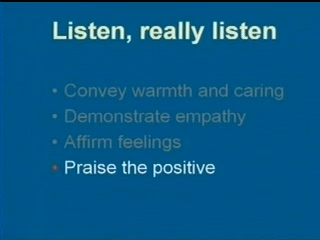 Listen, really listen
• Convey warmth and caring
• Demonstrate empathy
• Affirm feelings
• Praise the positive